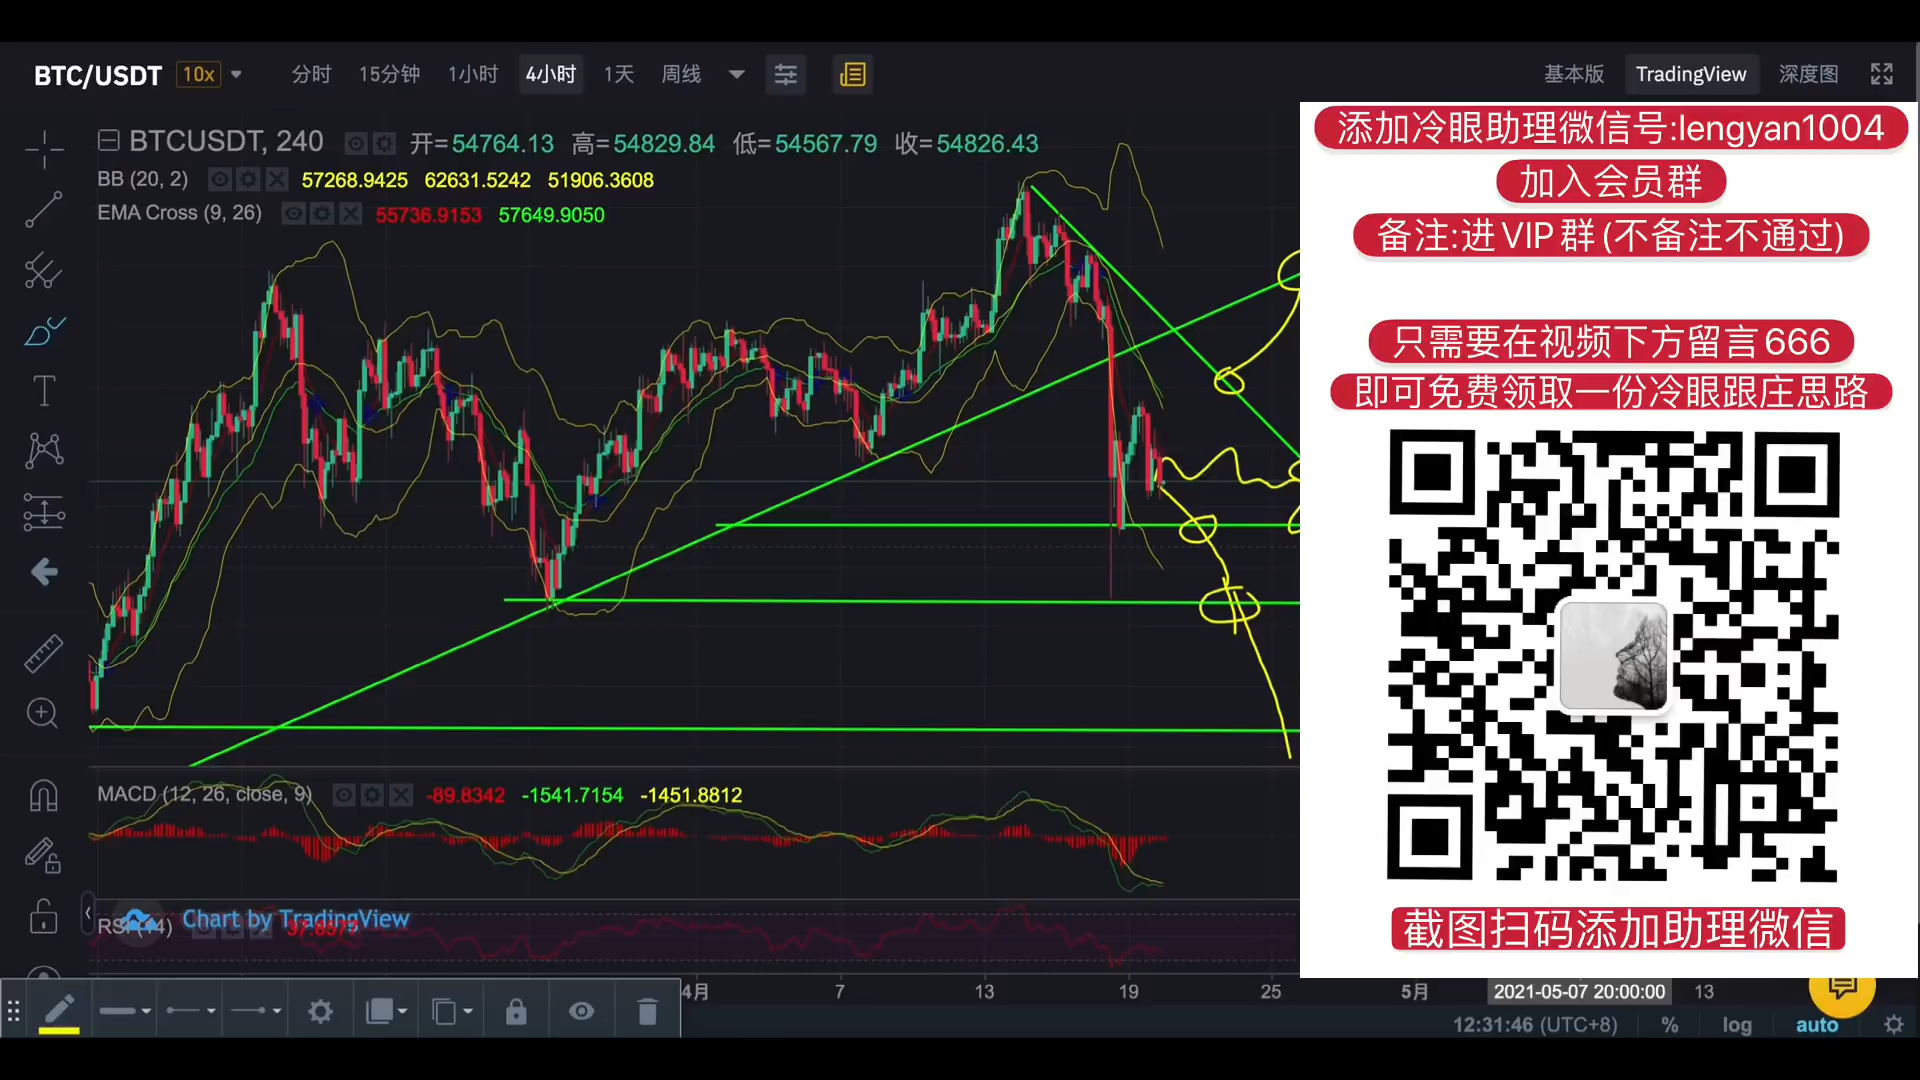 BTC/USDT 10x 分时 15分钟 1小时 4小时 1天 周线 基本版 TradingView 深度图
BTCUSDT, 240 开=54764.13 高=54829.84 低=54567.79 收=54826.43
BB (20, 2) 57268.9425 62631.5242 51906.3608
EMA Cross (9, 26) 55736.9153 57649.9050
添加冷眼助理微信号:lengyan1004
加入会员群
备注:进VIP群(不备注不通过)
只需要在视频下方留言666
即可免费领取一份冷眼跟庄思路
截图扫码添加助理微信
MACD (12, 26, close, 9) -89.8342 -1541.7154 -1451.8812
Chart by TradingView
4月 7 13 19 25 5月 2021-05-07 20:00:00 13
12:31:46 (UTC+8) % log auto